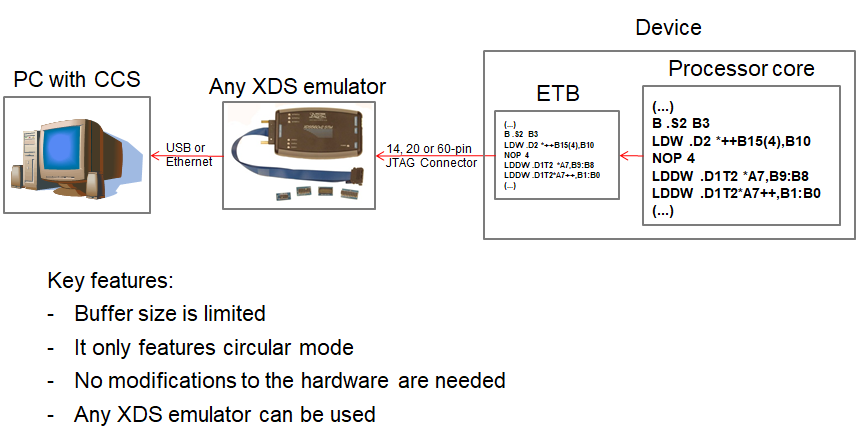 Device
PC with CCS
Any XDS emulator
ETB
Processor core
(...)
B .S2 B3
LDW .D2 *++B15(4),B10
NOP 4
LDDW .D1T2 *A7,B9:B8
LDDW .D1T2*A7++,B1:B0
(...)
(...)
B .S2 B3
LDW .D2 *++B15(4),B10
NOP 4
LDDW .D1T2 *A7,B9:B8
LDDW .D1T2*A7++,B1:B0
(...)
USB or
Ethernet
14, 20 or 60-pin
JTAG Connector
Key features:
- Buffer size is limited
- It only features circular mode
- No modifications to the hardware are needed
- Any XDS emulator can be used